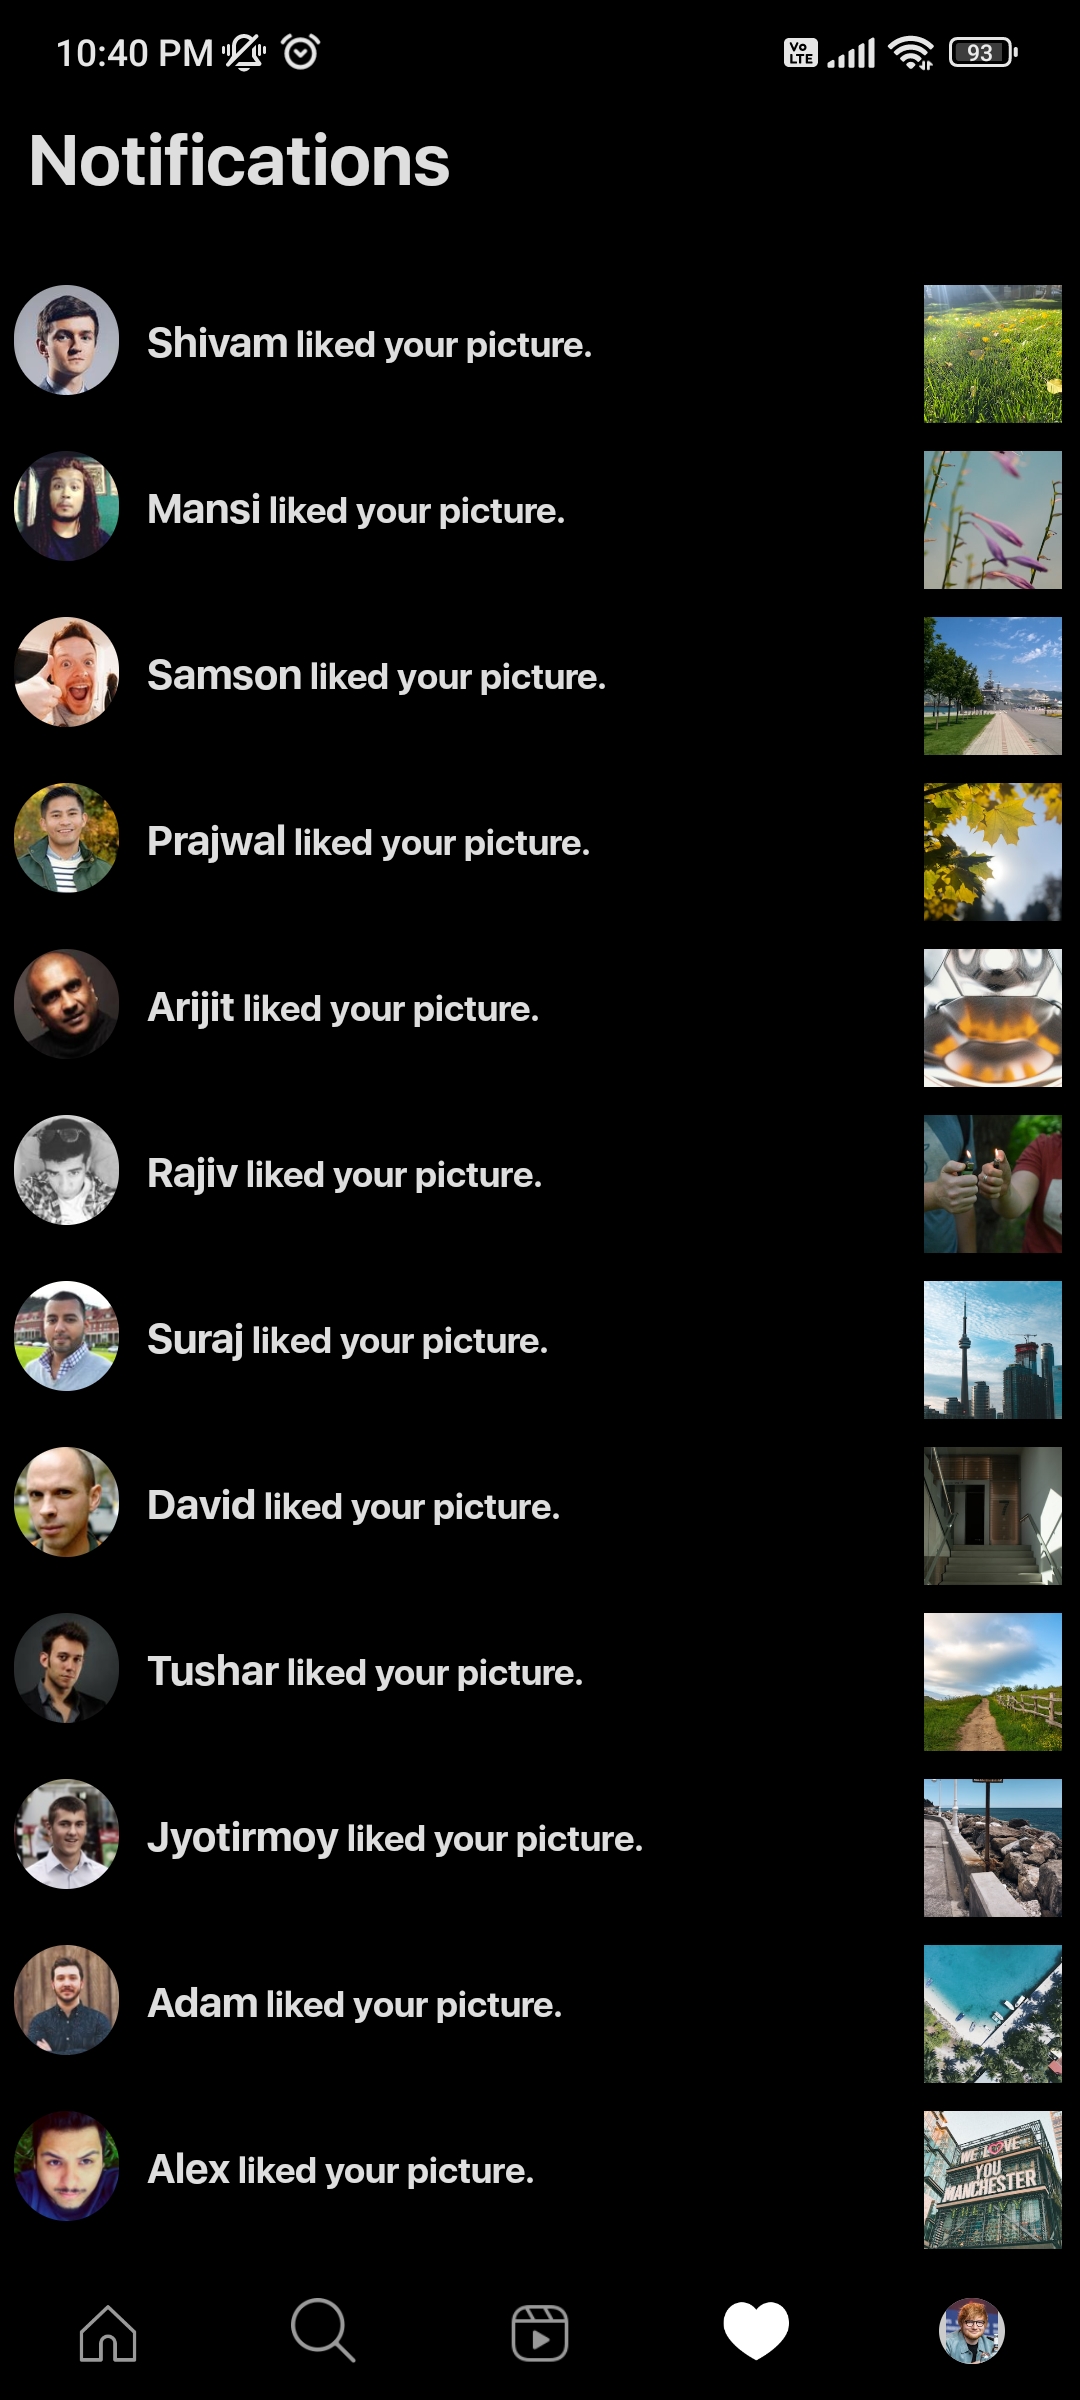 10:40 PM Vo LTE 93
Notifications
Shivam liked your picture.
Mansi liked your picture.
Samson liked your picture.
Prajwal liked your picture.
Arijit liked your picture.
Rajiv liked your picture.
Suraj liked your picture.
David liked your picture.
7
Tushar liked your picture.
Jyotirmoy liked your picture.
Adam liked your picture.
Alex liked your picture.
WE LOVE
YOU
MANCHESTER